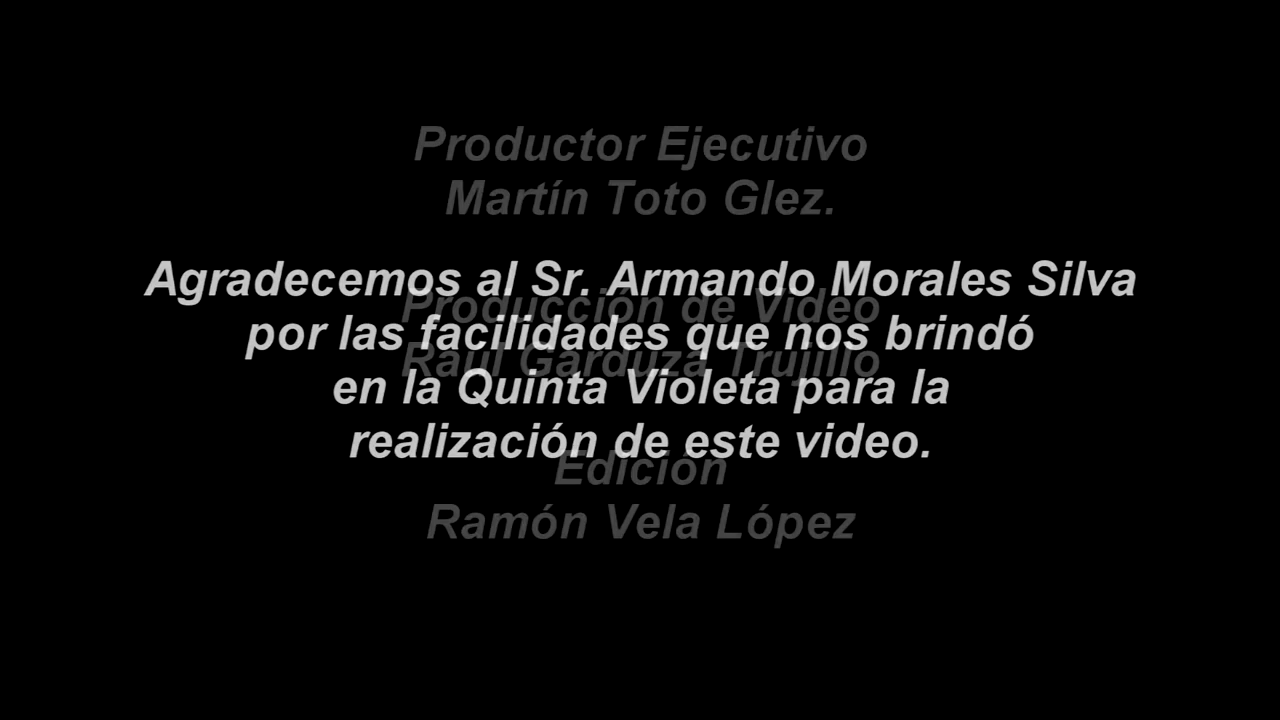 Productor Ejecutivo
Martín Toto Glez.
Agradecemos al Sr. Armando Morales Silva
Producción de Video
por las facilidades que nos brindó
Raúl Garduza Trujillo
en la Quinta Violeta para la
realización de este video.
Edición
Ramón Vela López